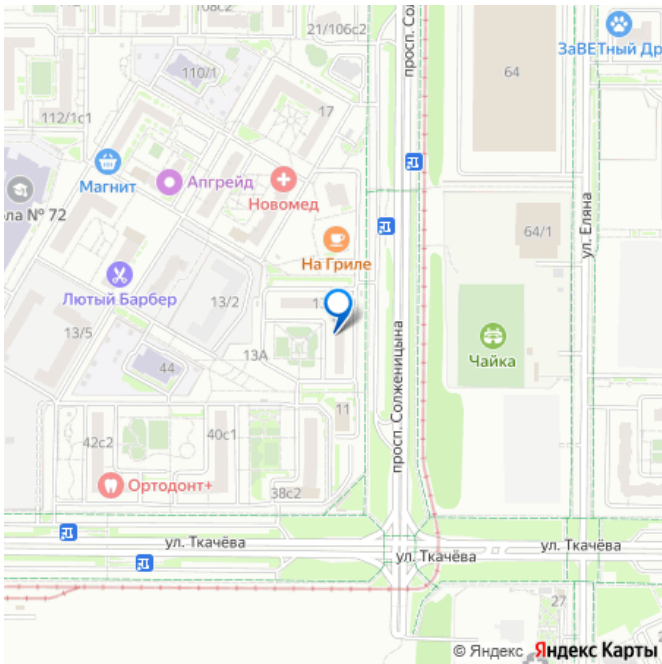 108с2
21/106с2
ЗаВЕТный Др
110/1
64
17
112/1с1
Магнит
Апгрейд
Новомед
ола № 72
64/1
На Гриле
Лютый Барбер
13/2
13/5
13А
44
Чайка
11
42с2
40с1
Ортодонт+
38с2
просп. Сол
просп. Солженицына
ул. Еляна
ул. Ткачёва
ул. Ткачёва
ул. Ткачёва
27
© Яндекс Яндекс Карты